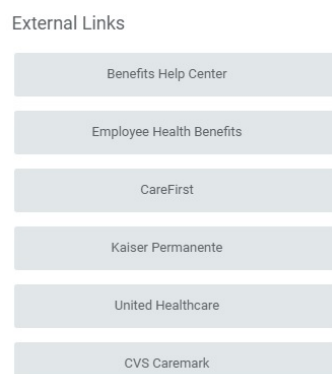 External Links
Benefits Help Center
Employee Health Benefits
CareFirst
Kaiser Permanente
United Healthcare
CVS Caremark